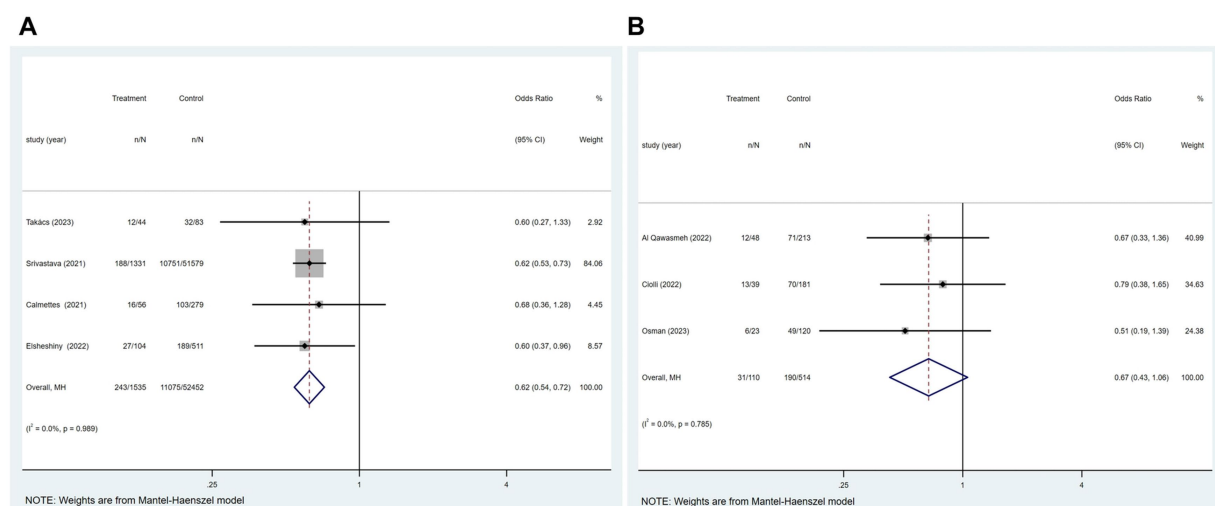 A
Treatment Control Odds Ratio %
study (year) n/N n/N (95% CI) Weight
Takács (2023) 12/44 32/83 0.60 (0.27, 1.33) 2.92
Srivastava (2021) 188/1331 10751/51579 0.62 (0.53, 0.73) 84.06
Calmettes (2021) 16/56 103/279 0.68 (0.36, 1.28) 4.45
Elsheshiny (2022) 27/104 189/511 0.60 (0.37, 0.96) 8.57
Overall, MH 243/1535 11075/52452 0.62 (0.54, 0.72) 100.00
(I² = 0.0%, p = 0.989)
.25 1 4
NOTE: Weights are from Mantel-Haenszel model
B
Treatment Control Odds Ratio %
study (year) n/N n/N (95% CI) Weight
Al Qawasmeh (2022) 12/48 71/213 0.67 (0.33, 1.36) 40.99
Ciolli (2022) 13/39 70/181 0.79 (0.38, 1.65) 34.63
Osman (2023) 6/23 49/120 0.51 (0.19, 1.39) 24.38
Overall, MH 31/110 190/514 0.67 (0.43, 1.06) 100.00
(I² = 0.0%, p = 0.785)
.25 1 4
NOTE: Weights are from Mantel-Haenszel model